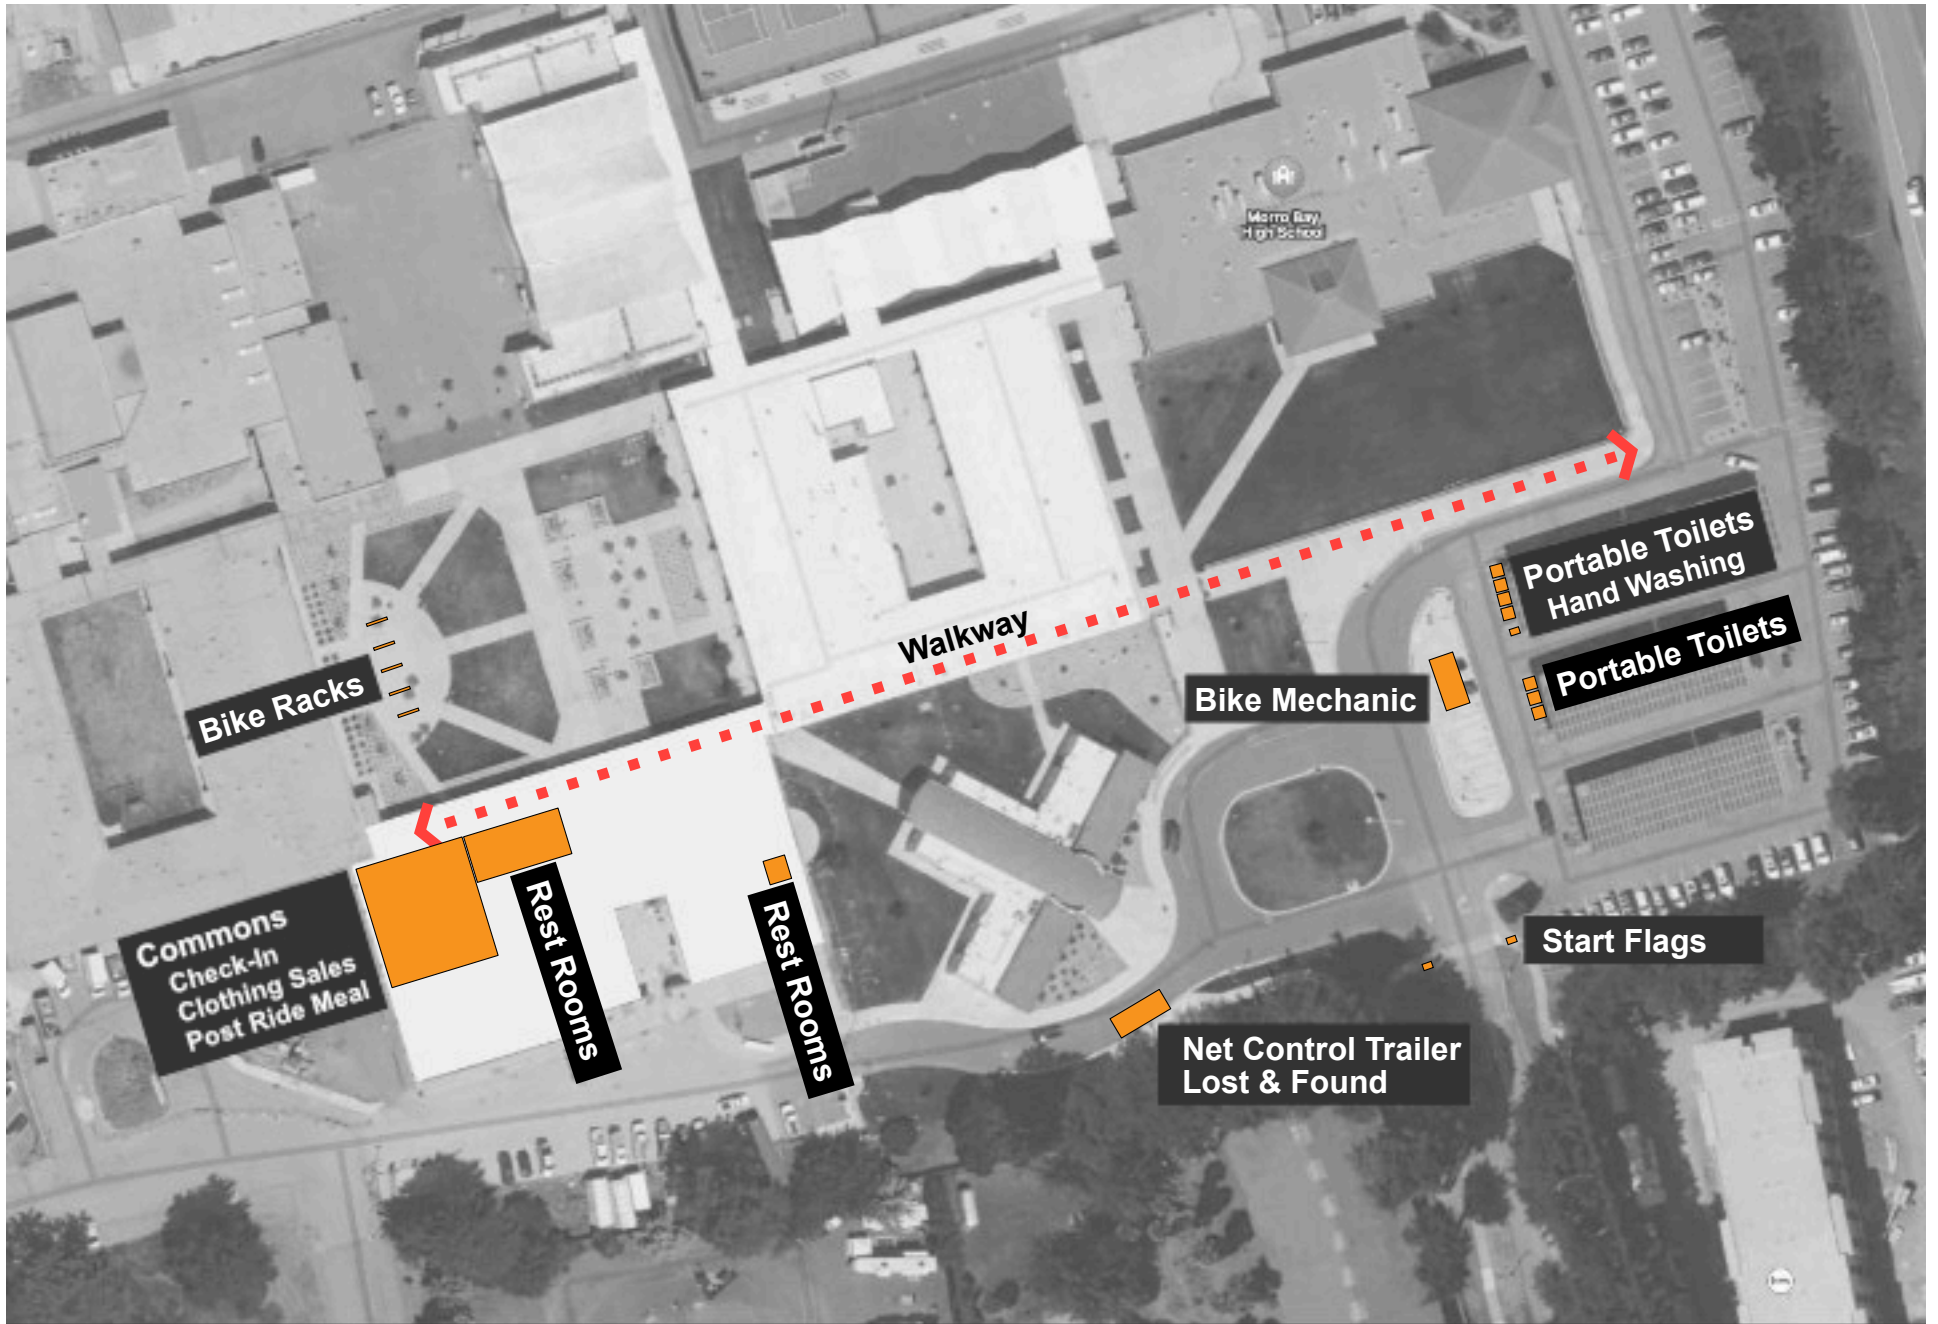 Morro Bay
High School
Portable Toilets
Hand Washing
Portable Toilets
Walkway
Bike Racks
Bike Mechanic
Commons
Check-In
Clothing Sales
Post Ride Meal
Rest Rooms
Rest Rooms
Start Flags
Net Control Trailer
Lost & Found